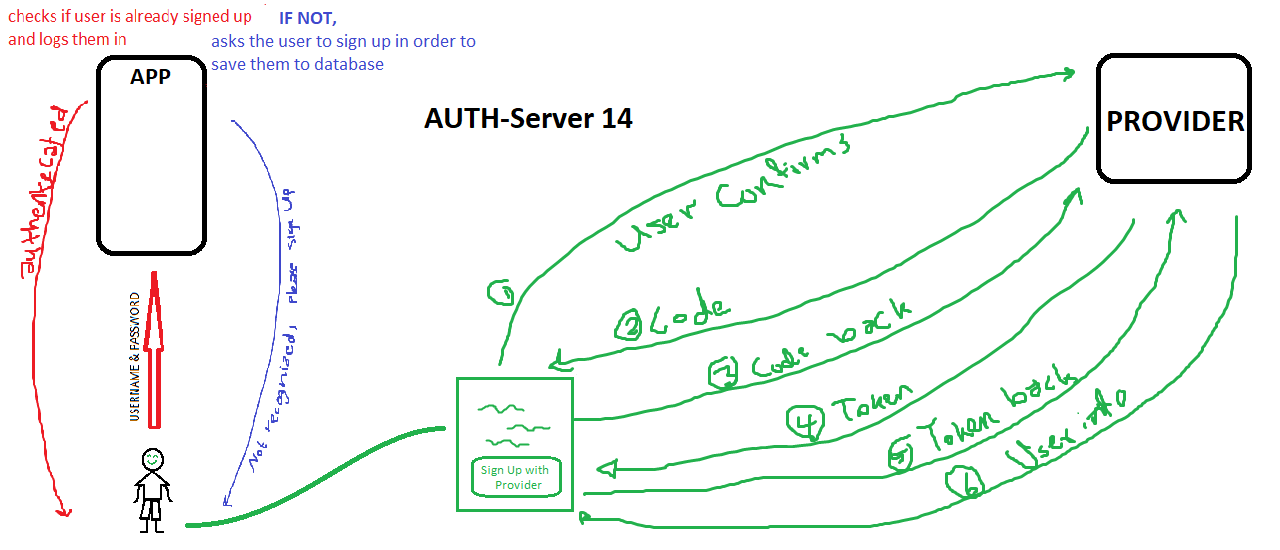 checks if user is already signed up
and logs them in
IF NOT,
asks the user to sign up in order to
save them to database
APP
AUTH-Server 14
PROVIDER
authentecated
USERNAME & PASSWORD
Not recognized, please sign up
① User Confirms
② Code
③ Code back
④ Token
⑤ Token back
⑥ User info
Sign Up with
Provider